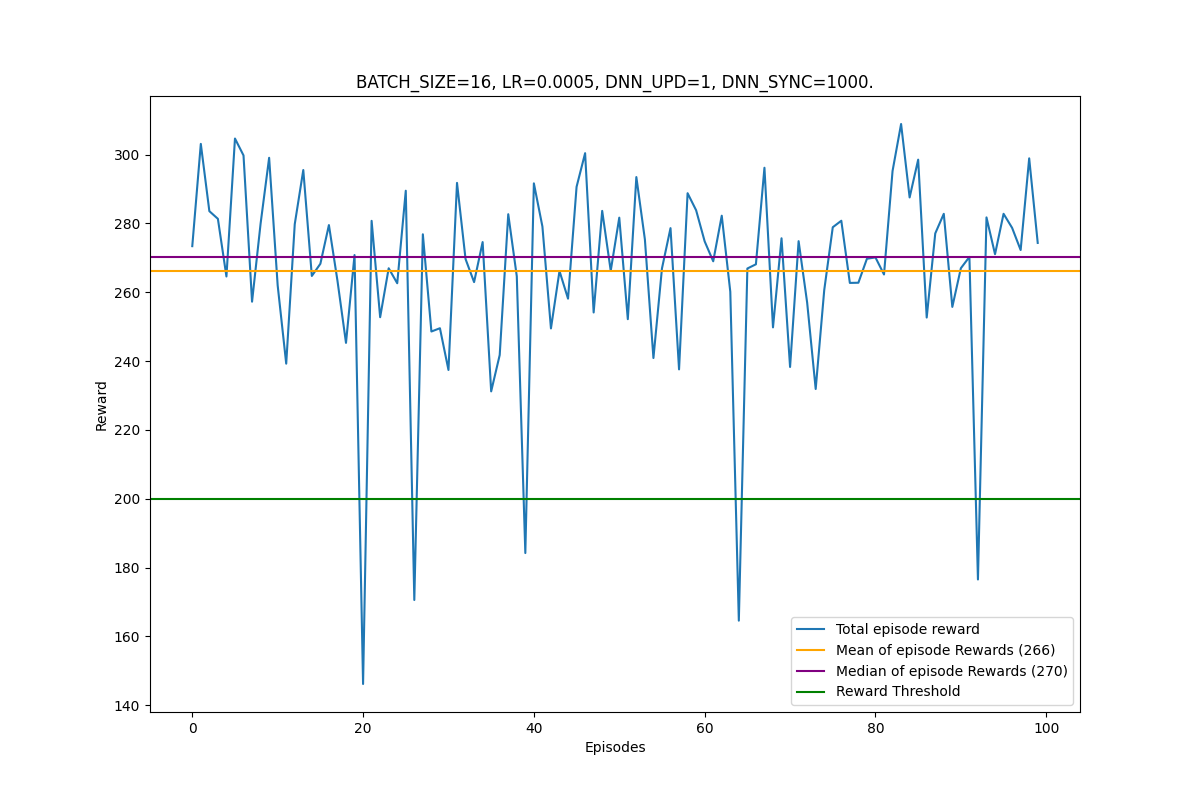 BATCH_SIZE=16, LR=0.0005, DNN_UPD=1, DNN_SYNC=1000.
300
280
260
240
220
200
180
160
140
Reward
0
20
40
60
80
100
Episodes
Total episode reward
Mean of episode Rewards (266)
Median of episode Rewards (270)
Reward Threshold